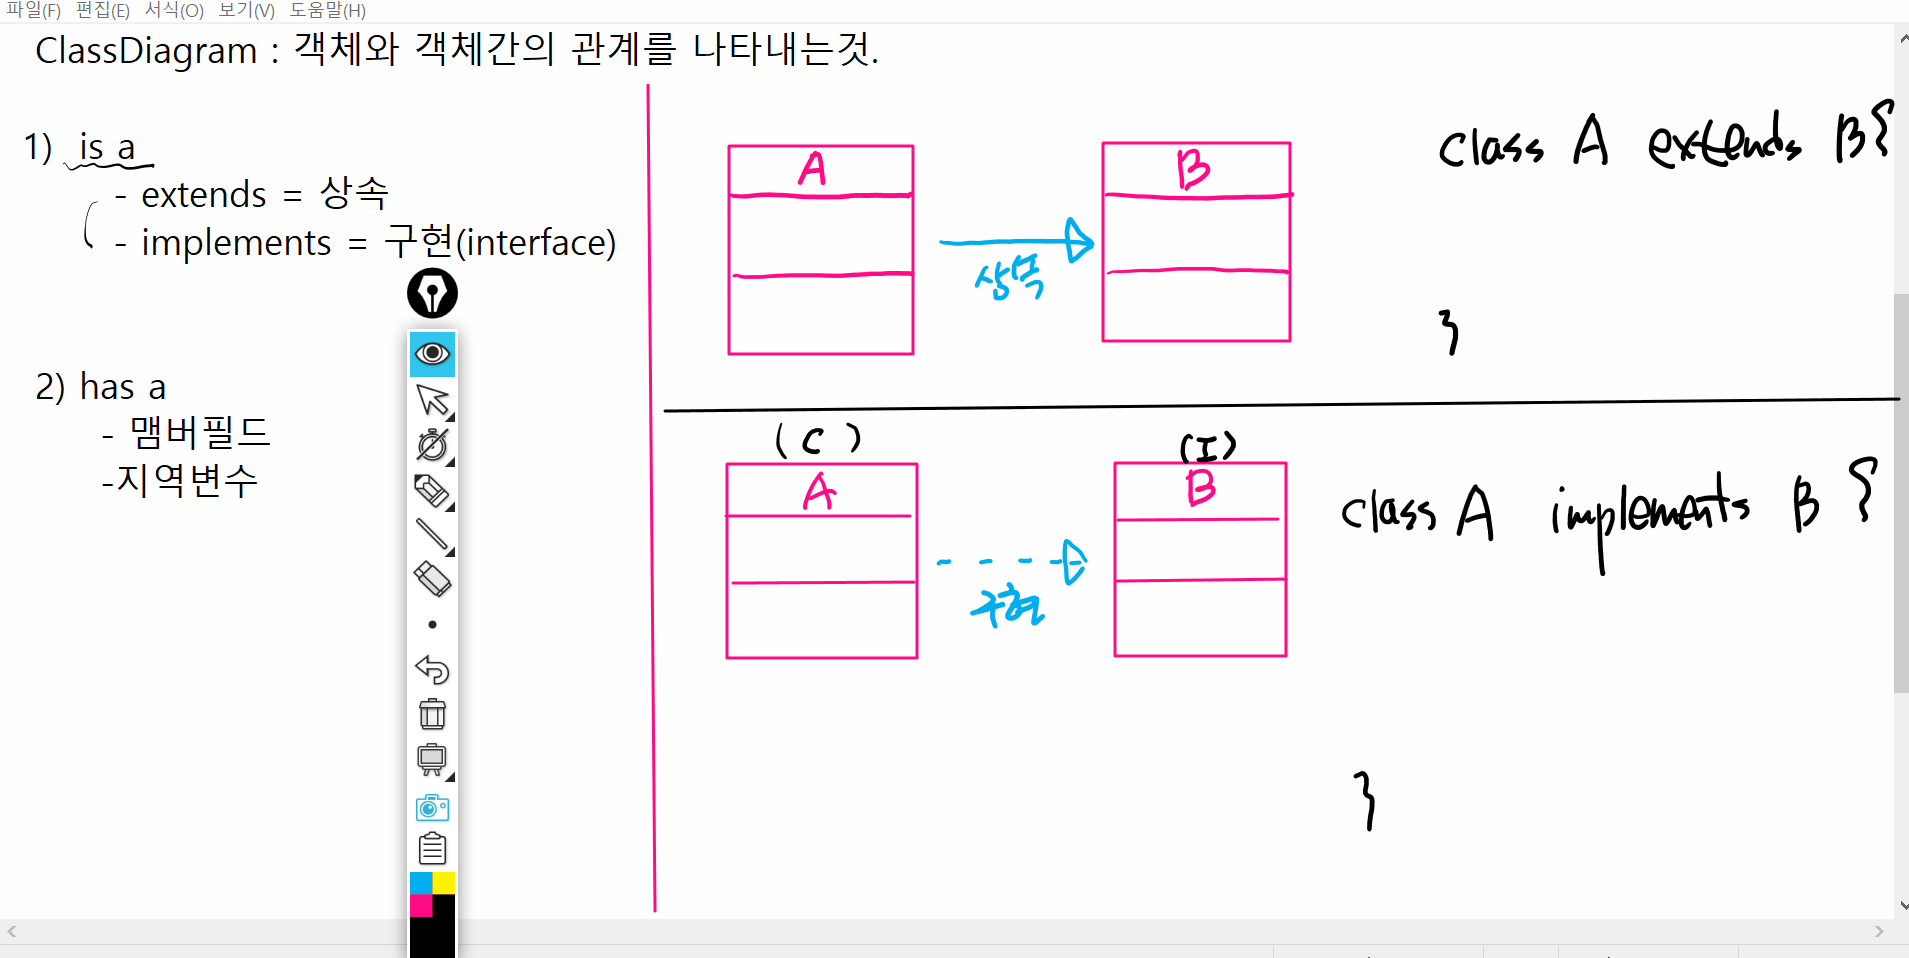 파일(F) 편집(E) 서식(O) 보기(V) 도움말(H)
ClassDiagram : 객체와 객체간의 관계를 나타내는것.
1) is a
- extends = 상속
- implements = 구현(interface)
2) has a
- 맴버필드
-지역변수
A
B
상속
class A extends B{
}
(C)
(I)
A
B
구현
class A implements B {
}